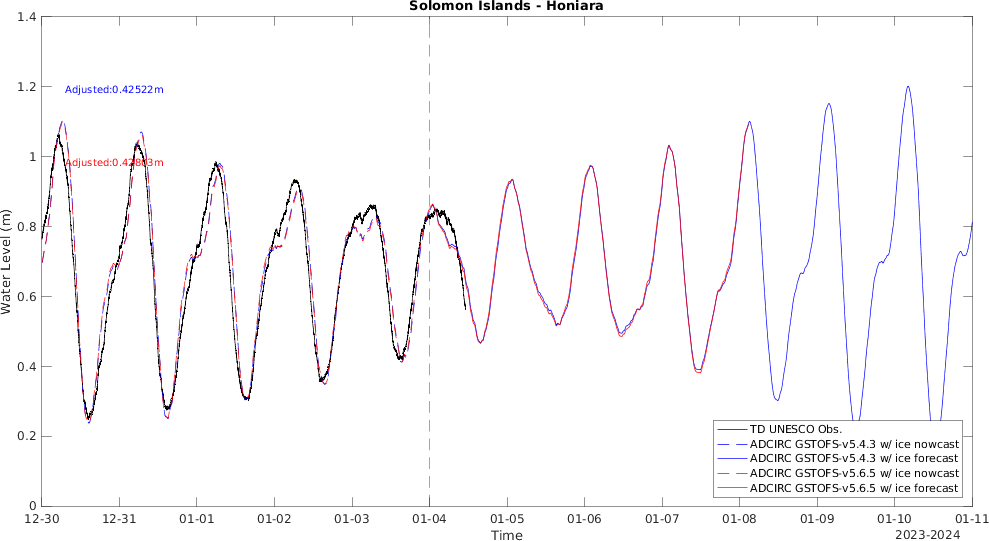 Solomon Islands - Honiara
1.4
1.2
1
0.8
0.6
0.4
0.2
0
Water Level (m)
Adjusted:0.42522m
Adjusted:0.42803m
TD UNESCO Obs.
ADCIRC GSTOFS-v5.4.3 w/ ice nowcast
ADCIRC GSTOFS-v5.4.3 w/ ice forecast
ADCIRC GSTOFS-v5.6.5 w/ ice nowcast
ADCIRC GSTOFS-v5.6.5 w/ ice forecast
12-30 12-31 01-01 01-02 01-03 01-04 01-05 01-06 01-07 01-08 01-09 01-10 01-11
Time
2023-2024